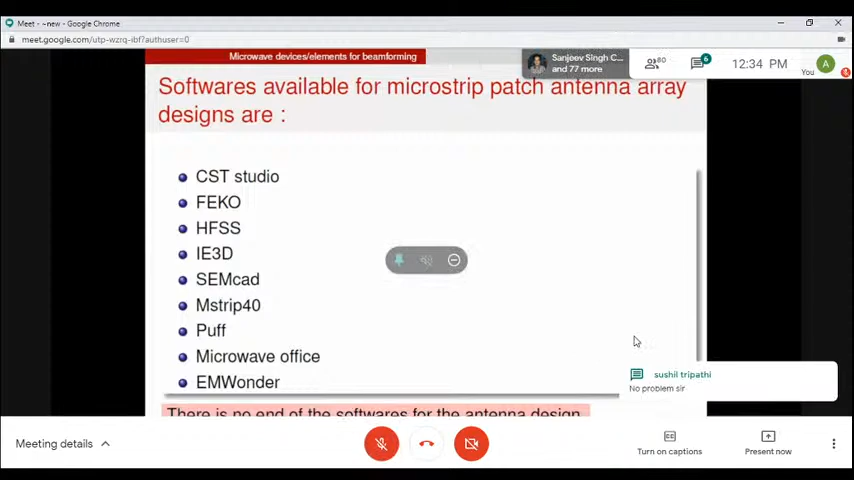 Meet - ~new - Google Chrome
meet.google.com/utp-wzrq-ibf?authuser=0
Microwave devices/elements for beamforming
Sanjeev Singh C...
and 77 more
80
6
12:34 PM
You
A
Softwares available for microstrip patch antenna array
designs are :
CST studio
FEKO
HFSS
IE3D
SEMcad
Mstrip40
Puff
Microwave office
EMWonder
There is no end of the softwares for the antenna design
sushil tripathi
No problem sir
Meeting details
Turn on captions
Present now